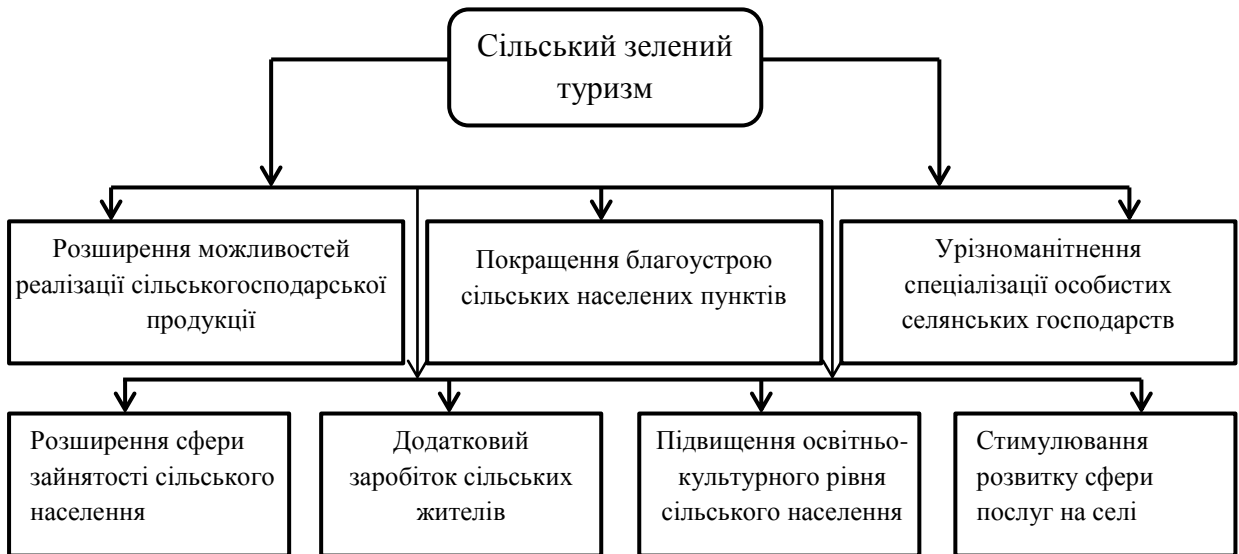 Сільський зелений
туризм
Розширення можливостей
реалізації сільськогосподарської
продукції
Покращення благоустрою
сільських населених пунктів
Урізноманітнення
спеціалізації особистих
селянських господарств
Розширення сфери
зайнятості сільського
населення
Додатковий
заробіток сільських
жителів
Підвищення освітньо-
культурного рівня
сільського населення
Стимулювання
розвитку сфери
послуг на селі